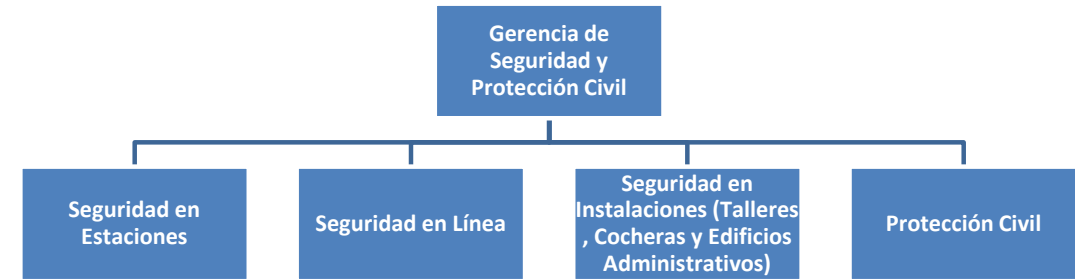 Gerencia de
Seguridad y
Protección Civil
Seguridad en
Estaciones
Seguridad en Línea
Seguridad en
Instalaciones (Talleres
, Cocheras y Edificios
Administrativos)
Protección Civil